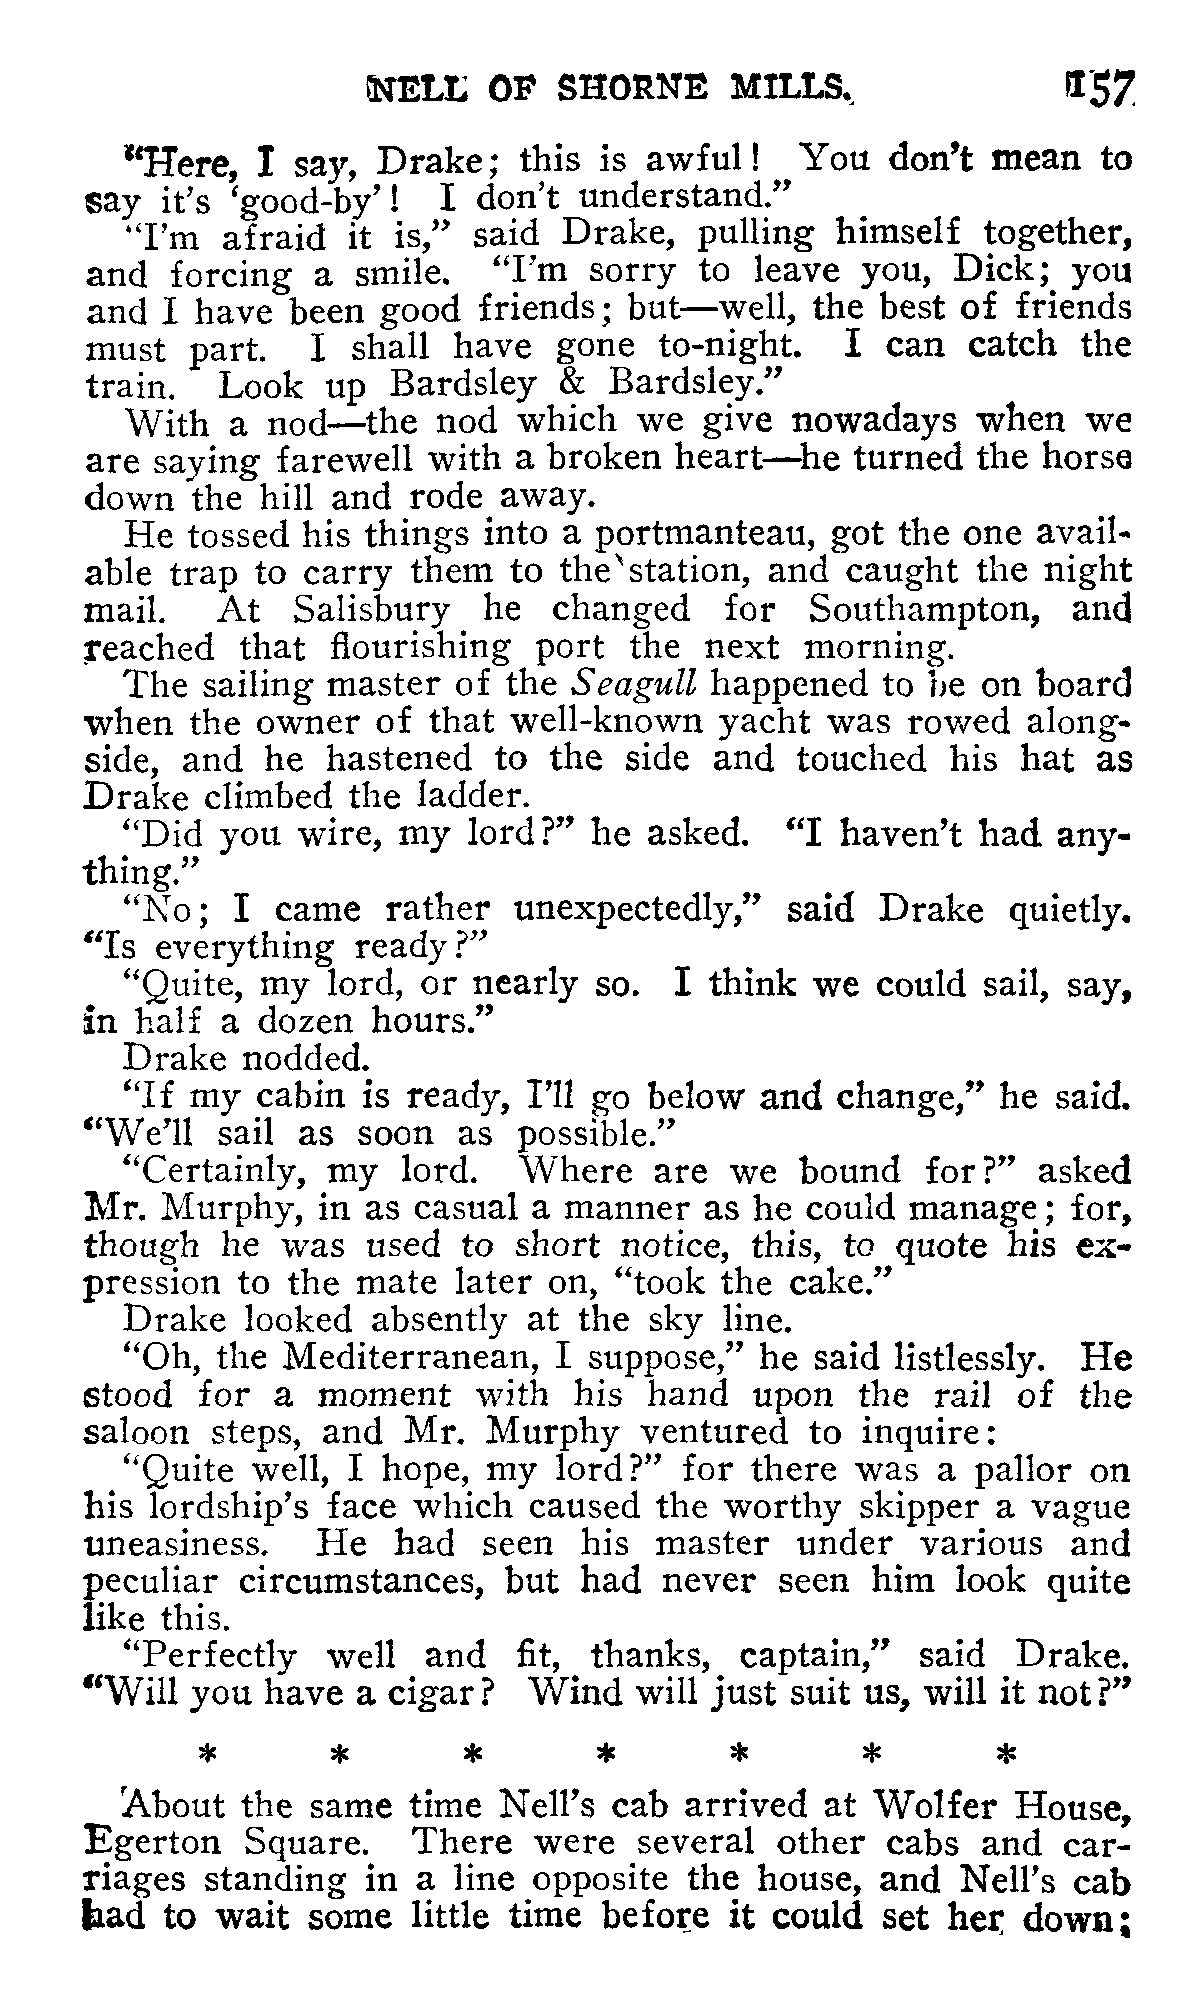 NELL OF SHORNE MILLS. 157
"Here, I say, Drake; this is awful! You don't mean to
say it's 'good-by'! I don't understand."
"I'm afraid it is," said Drake, pulling himself together,
and forcing a smile. "I'm sorry to leave you, Dick; you
and I have been good friends; but—well, the best of friends
must part. I shall have gone to-night. I can catch the
train. Look up Bardsley & Bardsley."
With a nod—the nod which we give nowadays when we
are saying farewell with a broken heart—he turned the horse
down the hill and rode away.
He tossed his things into a portmanteau, got the one avail-
able trap to carry them to the station, and caught the night
mail. At Salisbury he changed for Southampton, and
reached that flourishing port the next morning.
The sailing master of the Seagull happened to be on board
when the owner of that well-known yacht was rowed along-
side, and he hastened to the side and touched his hat as
Drake climbed the ladder.
"Did you wire, my lord?" he asked. "I haven't had any-
thing."
"No; I came rather unexpectedly," said Drake quietly.
"Is everything ready?"
"Quite, my lord, or nearly so. I think we could sail, say,
in half a dozen hours."
Drake nodded.
"If my cabin is ready, I'll go below and change," he said.
"We'll sail as soon as possible."
"Certainly, my lord. Where are we bound for?" asked
Mr. Murphy, in as casual a manner as he could manage; for,
though he was used to short notice, this, to quote his ex-
pression to the mate later on, "took the cake."
Drake looked absently at the sky line.
"Oh, the Mediterranean, I suppose," he said listlessly. He
stood for a moment with his hand upon the rail of the
saloon steps, and Mr. Murphy ventured to inquire:
"Quite well, I hope, my lord?" for there was a pallor on
his lordship's face which caused the worthy skipper a vague
uneasiness. He had seen his master under various and
peculiar circumstances, but had never seen him look quite
like this.
"Perfectly well and fit, thanks, captain," said Drake.
"Will you have a cigar? Wind will just suit us, will it not?"
* * * * * * *
About the same time Nell's cab arrived at Wolfer House,
Egerton Square. There were several other cabs and car-
riages standing in a line opposite the house, and Nell's cab
had to wait some little time before it could set her down;